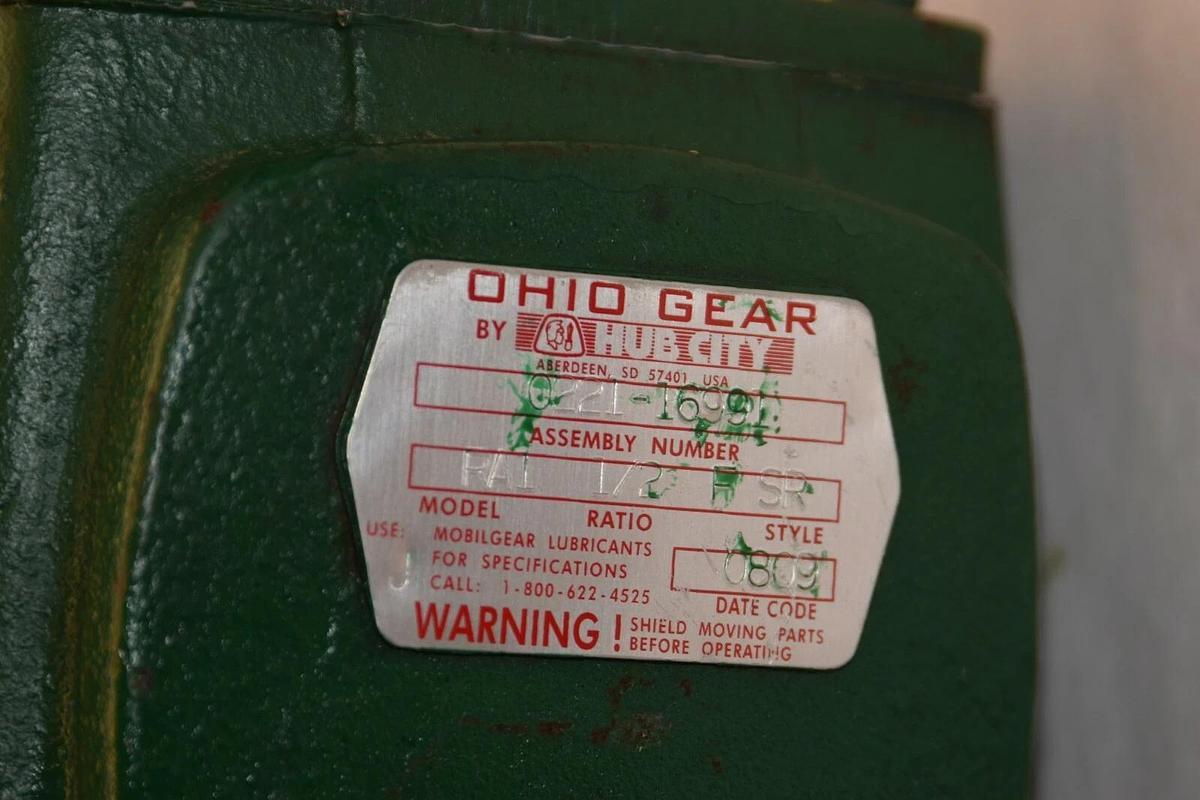 OHIO GEAR
BY HUB CITY
ABERDEEN, SD 57401 USA
0221-16991
ASSEMBLY NUMBER
RA1 1/2 F SR
MODEL RATIO STYLE
USE: MOBILGEAR LUBRICANTS
FOR SPECIFICATIONS
CALL: 1-800-622-4525
J
0809
DATE CODE
WARNING! SHIELD MOVING PARTS
BEFORE OPERATING